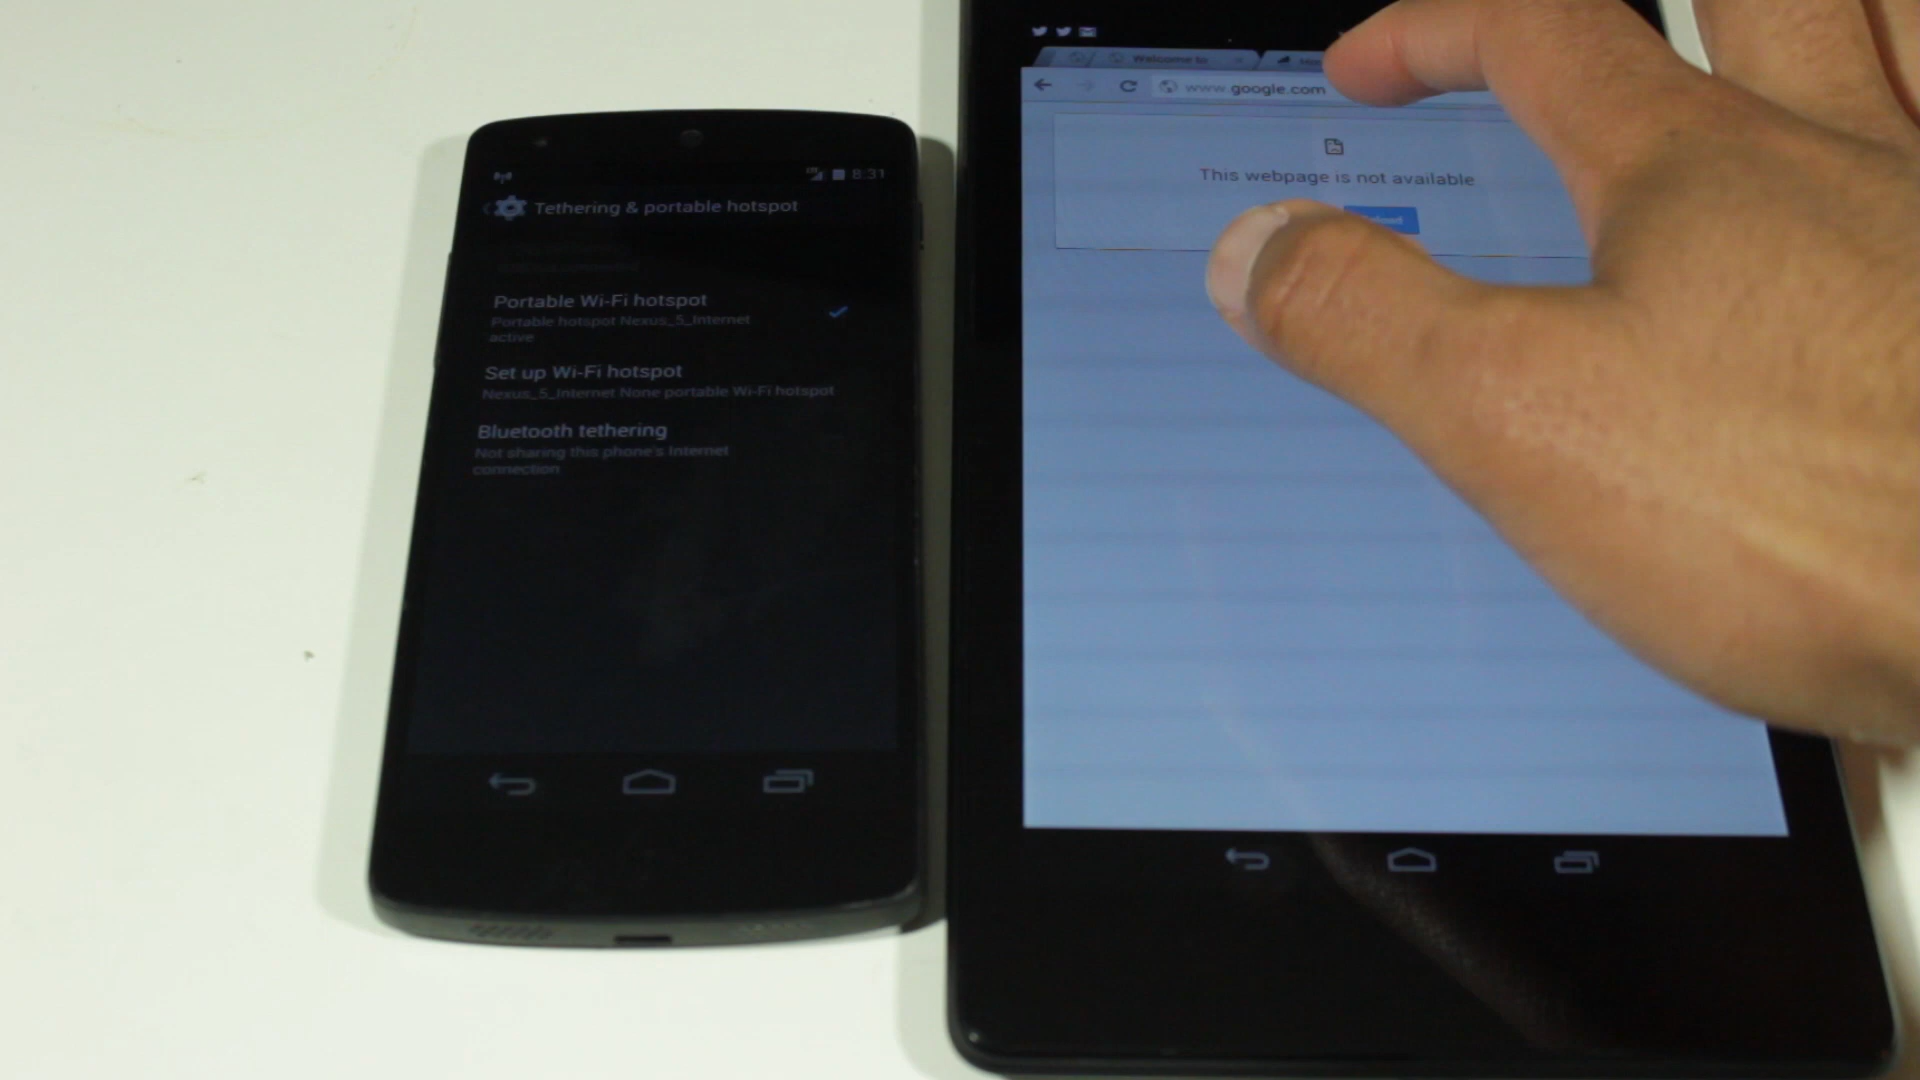 8:31
Tethering & portable hotspot
Portable Wi-Fi hotspot
Portable hotspot Nexus_5_Internet
active
Set up Wi-Fi hotspot
Nexus_5_Internet None portable Wi-Fi hotspot
Bluetooth tethering
Not sharing this phone's Internet
connection
Welcome to
www.google.com
This webpage is not available